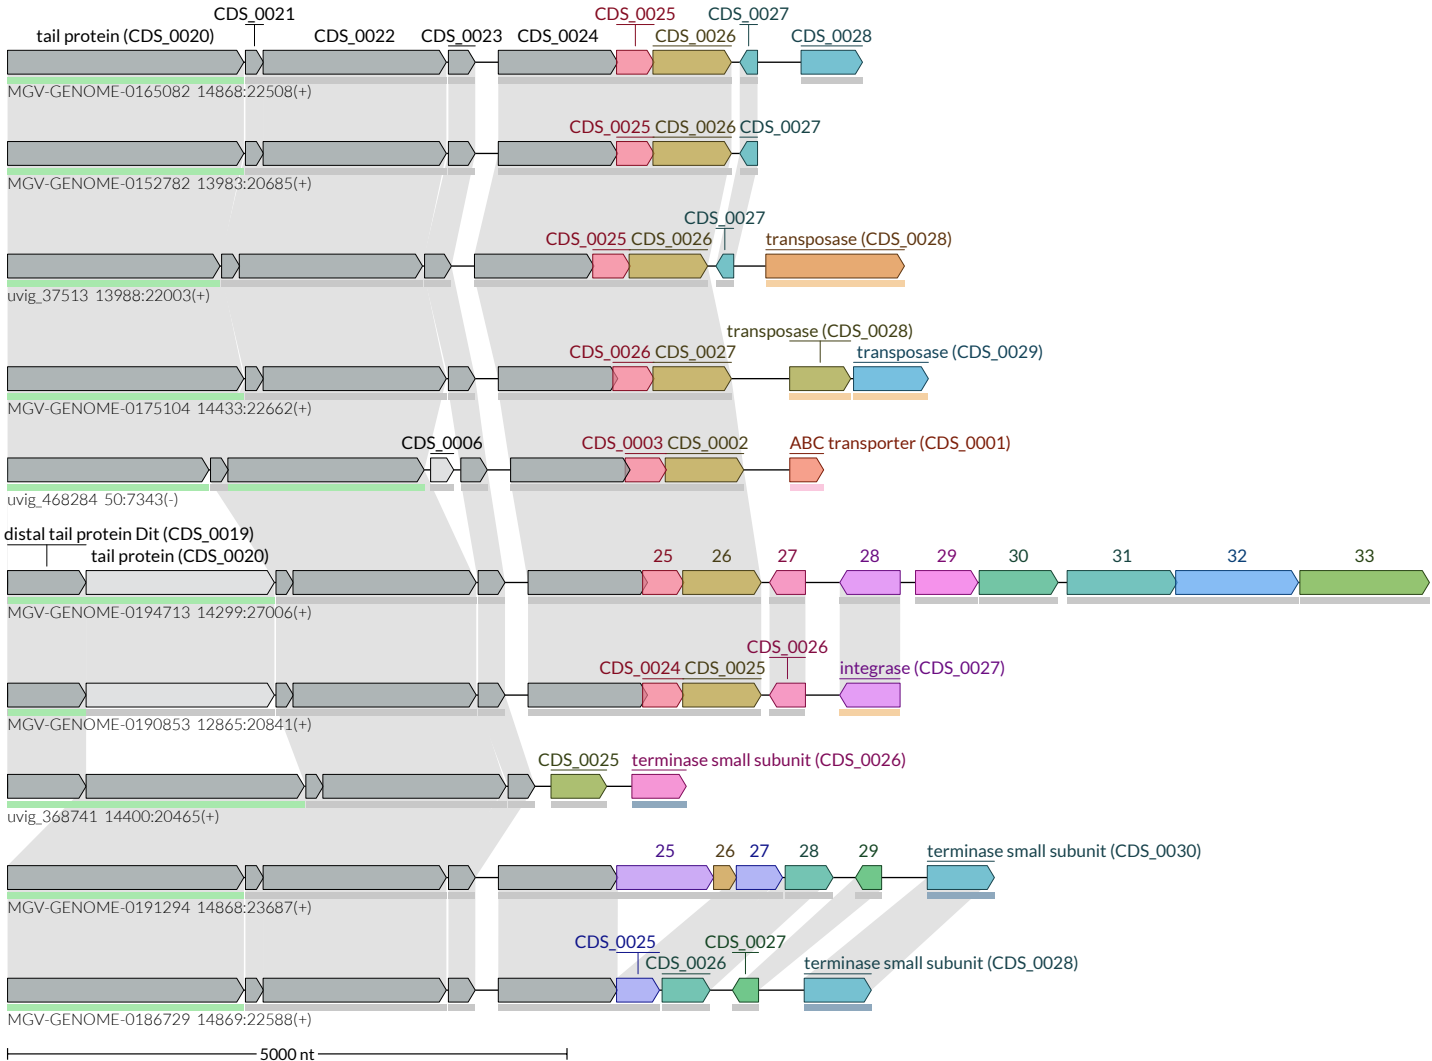 CDS_0021 CDS_0025 CDS_0027
tail protein (CDS_0020) CDS_0022 CDS_0023 CDS_0024 CDS_0026 CDS_0028
MGV-GENOME-0165082 14868:22508(+)
CDS_0025 CDS_0026 CDS_0027
MGV-GENOME-0152782 13983:20685(+)
CDS_0027
CDS_0025 CDS_0026 transposase (CDS_0028)
uvig_37513 13988:22003(+)
transposase (CDS_0028)
CDS_0026 CDS_0027 transposase (CDS_0029)
MGV-GENOME-0175104 14433:22662(+)
CDS_0006 CDS_0003 CDS_0002 ABC transporter (CDS_0001)
uvig_468284 50:7343(-)
distal tail protein Dit (CDS_0019)
tail protein (CDS_0020) 25 26 27 28 29 30 31 32 33
MGV-GENOME-0194713 14299:27006(+)
CDS_0026
CDS_0024 CDS_0025 integrase (CDS_0027)
MGV-GENOME-0190853 12865:20841(+)
CDS_0025 terminase small subunit (CDS_0026)
uvig_368741 14400:20465(+)
25 26 27 28 29 terminase small subunit (CDS_0030)
MGV-GENOME-0191294 14868:23687(+)
CDS_0025 CDS_0027
CDS_0026 terminase small subunit (CDS_0028)
MGV-GENOME-0186729 14869:22588(+)
5000 nt